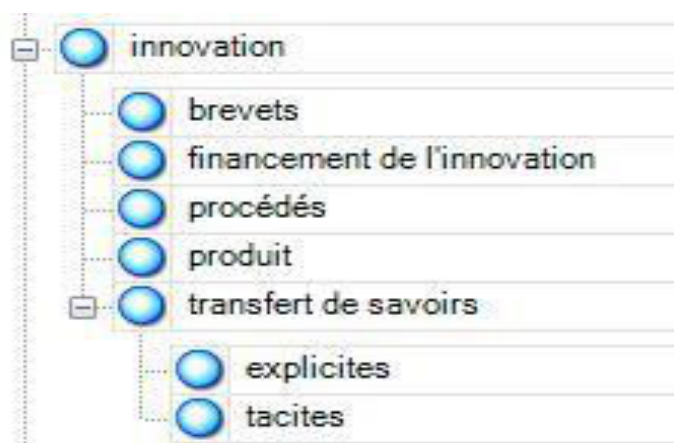 innovation
brevets
financement de l'innovation
procédés
produit
transfert de savoirs
explicites
tacites